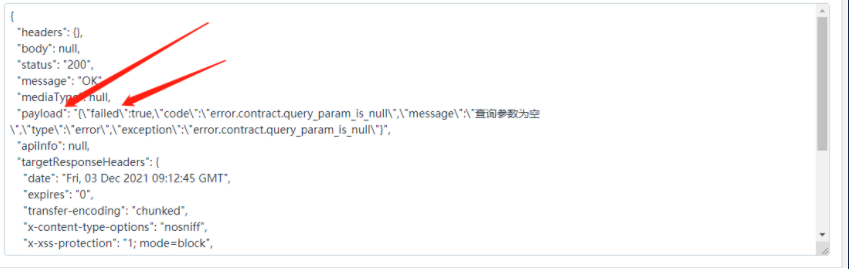 {
"headers": {},
"body": null,
"status": "200",
"message": "OK"
"mediaType": null,
"payload": "{\"failed\":true,\"code\":\"error.contract.query_param_is_null\",\"message\":\"查询参数为空
\",\"type\":\"error\",\"exception\":\"error.contract.query_param_is_null\"}",
"apiInfo": null,
"targetResponseHeaders": {
"date": "Fri, 03 Dec 2021 09:12:45 GMT",
"expires": "0",
"transfer-encoding": "chunked",
"x-content-type-options": "nosniff",
"x-xss-protection": "1; mode=block",